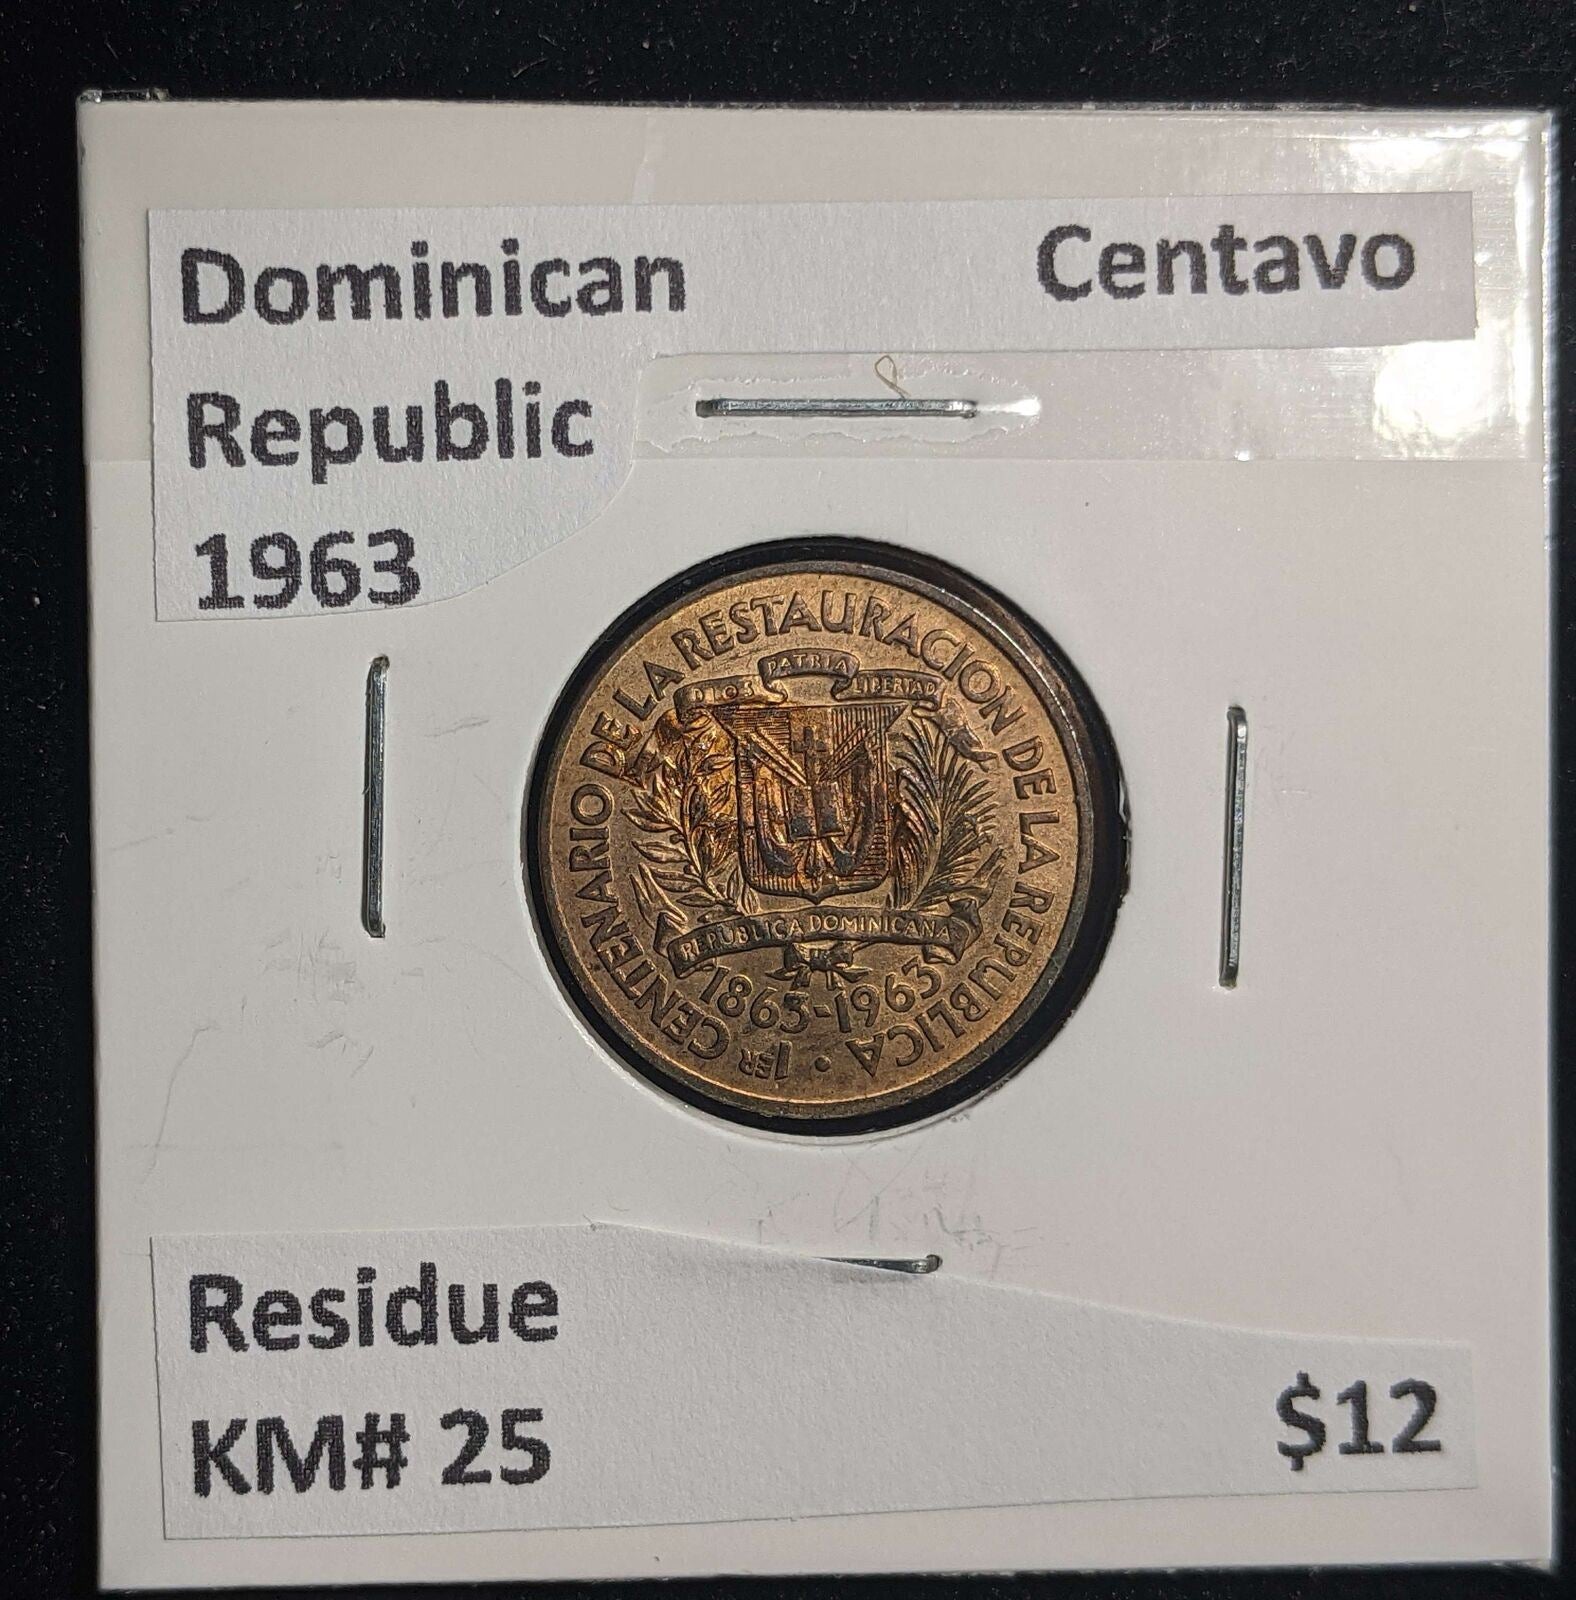 Dominican Centavo
Republic
1963
1ER CENTENARIO DE LA RESTAURACION DE LA REPUBLICA •
DIOS PATRIA LIBERTAD
REPUBLICA DOMINICANA
1863-1963
Residue
KM# 25 $12